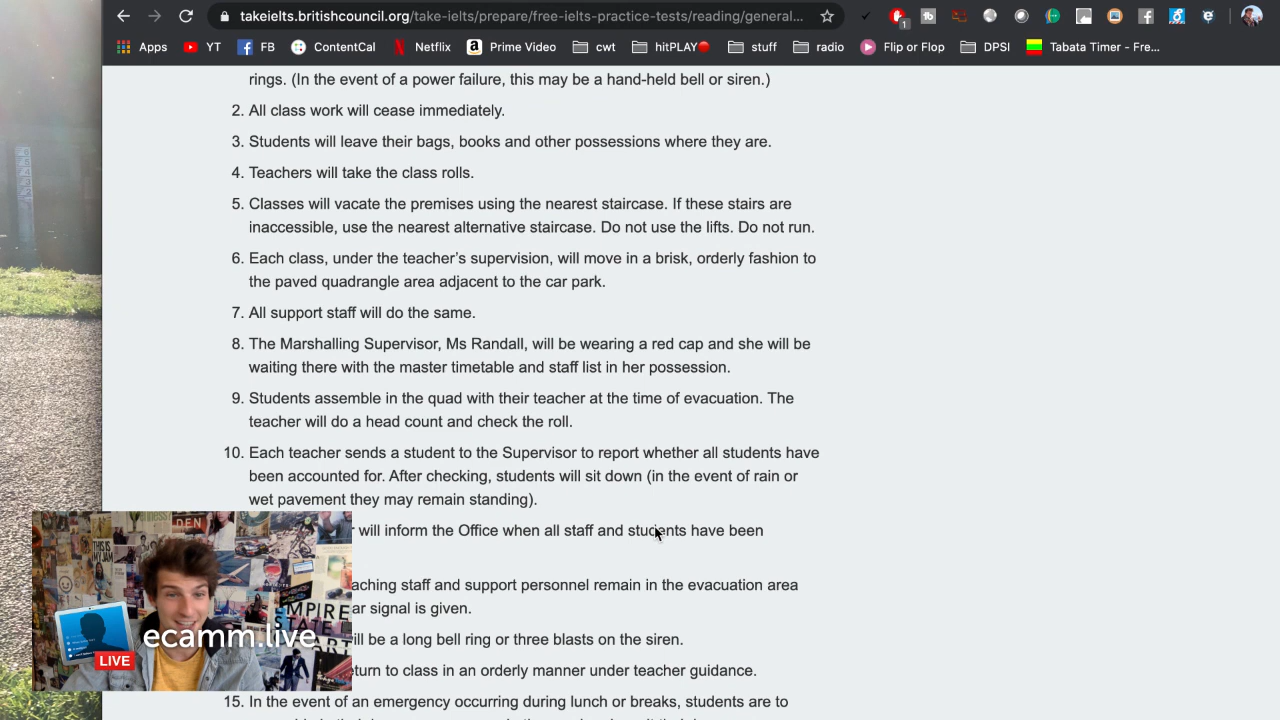 takeielts.britishcouncil.org/take-ielts/prepare/free-ielts-practice-tests/reading/general...
1
Apps YT FB ContentCal Netflix Prime Video cwt hitPLAY🔴 stuff radio Flip or Flop DPSI Tabata Timer - Fre...
rings. (In the event of a power failure, this may be a hand-held bell or siren.)
2. All class work will cease immediately.
3. Students will leave their bags, books and other possessions where they are.
4. Teachers will take the class rolls.
5. Classes will vacate the premises using the nearest staircase. If these stairs are
inaccessible, use the nearest alternative staircase. Do not use the lifts. Do not run.
6. Each class, under the teacher’s supervision, will move in a brisk, orderly fashion to
the paved quadrangle area adjacent to the car park.
7. All support staff will do the same.
8. The Marshalling Supervisor, Ms Randall, will be wearing a red cap and she will be
waiting there with the master timetable and staff list in her possession.
9. Students assemble in the quad with their teacher at the time of evacuation. The
teacher will do a head count and check the roll.
10. Each teacher sends a student to the Supervisor to report whether all students have
been accounted for. After checking, students will sit down (in the event of rain or
wet pavement they may remain standing).
will inform the Office when all staff and students have been
aching staff and support personnel remain in the evacuation area
ar signal is given.
ill be a long bell ring or three blasts on the siren.
eturn to class in an orderly manner under teacher guidance.
15. In the event of an emergency occurring during lunch or breaks, students are to
DEN
THIS IS
MY JAM
EMPIRE
STATE
ecamm.live
LIVE